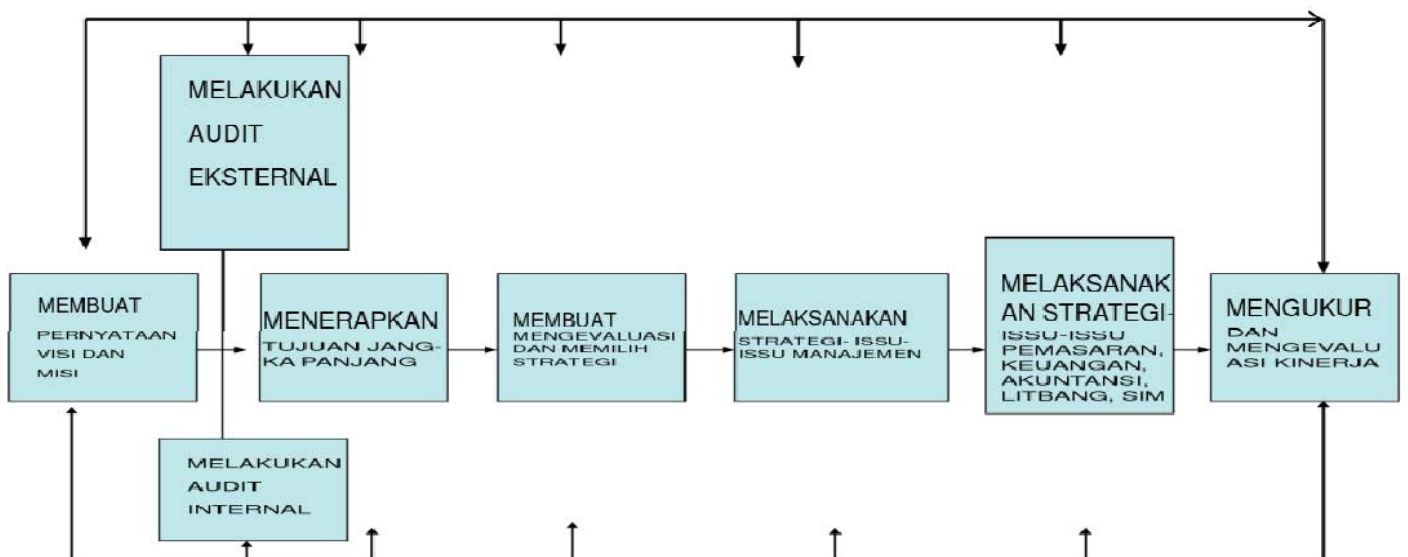 MELAKUKAN
AUDIT
EKSTERNAL
MEMBUAT
PERNYATAAN
VISI DAN
MISI
MENERAPKAN
TUJUAN JANG-
KA PANJANG
MEMBUAT
MENGEVALUASI
DAN MEMILIH
STRATEGI
MELAKSANAKAN
STRATEGI- ISSU-
ISSU MANAJEMEN
MELAKSANAK
AN STRATEGI-
ISSU-ISSU
PEMASARAN,
KEUANGAN,
AKUNTANSI,
LITBANG, SIM
MENGUKUR
DAN
MENGEVALU
ASI KINERJA
MELAKUKAN
AUDIT
INTERNAL